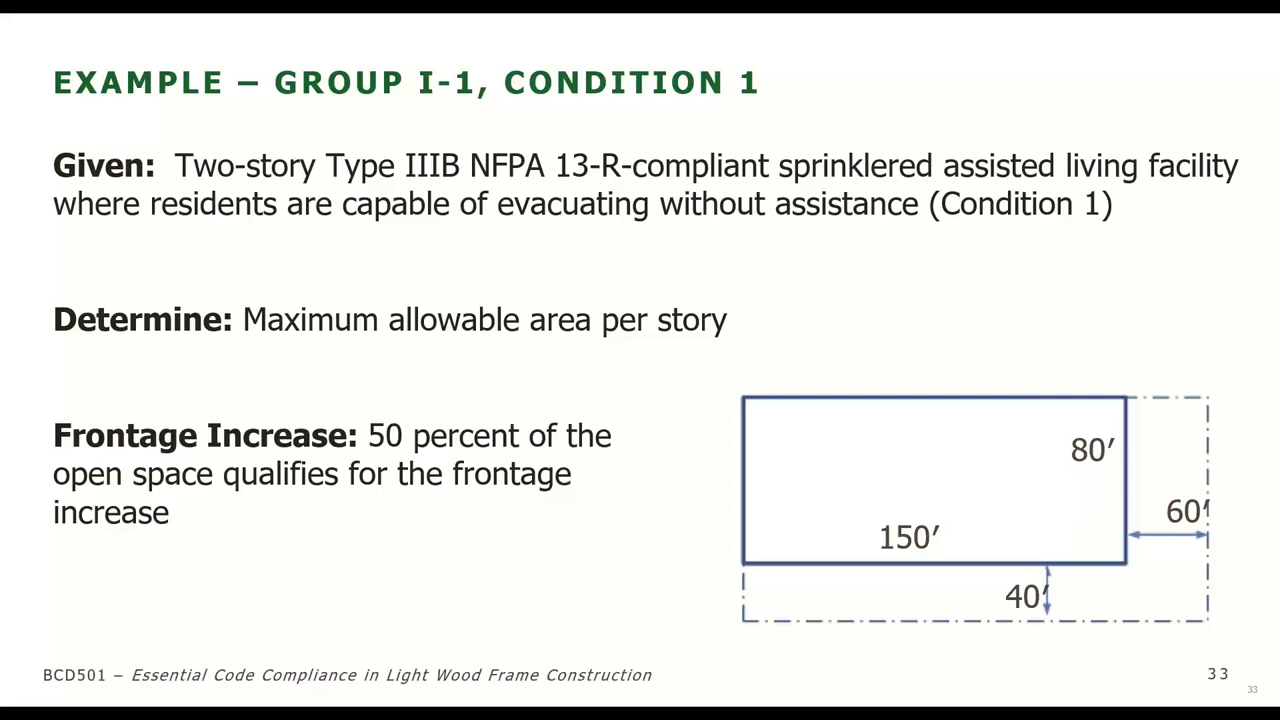 EXAMPLE – GROUP I-1, CONDITION 1
Given: Two-story Type IIIB NFPA 13-R-compliant sprinklered assisted living facility
where residents are capable of evacuating without assistance (Condition 1)
Determine: Maximum allowable area per story
Frontage Increase: 50 percent of the
open space qualifies for the frontage
increase
80′
60′
150′
40′
BCD501 – Essential Code Compliance in Light Wood Frame Construction
33
33